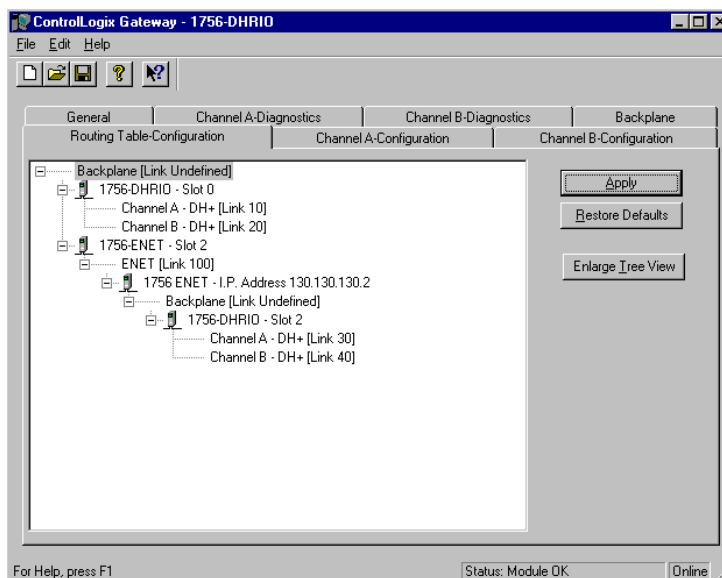 ControlLogix Gateway - 1756-DHRIO
File Edit Help
General Channel A-Diagnostics Channel B-Diagnostics Backplane
Routing Table-Configuration Channel A-Configuration Channel B-Configuration
Backplane [Link Undefined]
1756-DHRIO - Slot 0
Channel A - DH+ [Link 10]
Channel B - DH+ [Link 20]
1756-ENET - Slot 2
ENET [Link 100]
1756 ENET - I.P. Address 130.130.130.2
Backplane [Link Undefined]
1756-DHRIO - Slot 2
Channel A - DH+ [Link 30]
Channel B - DH+ [Link 40]
Apply
Restore Defaults
Enlarge Tree View
For Help, press F1 Status: Module OK Online